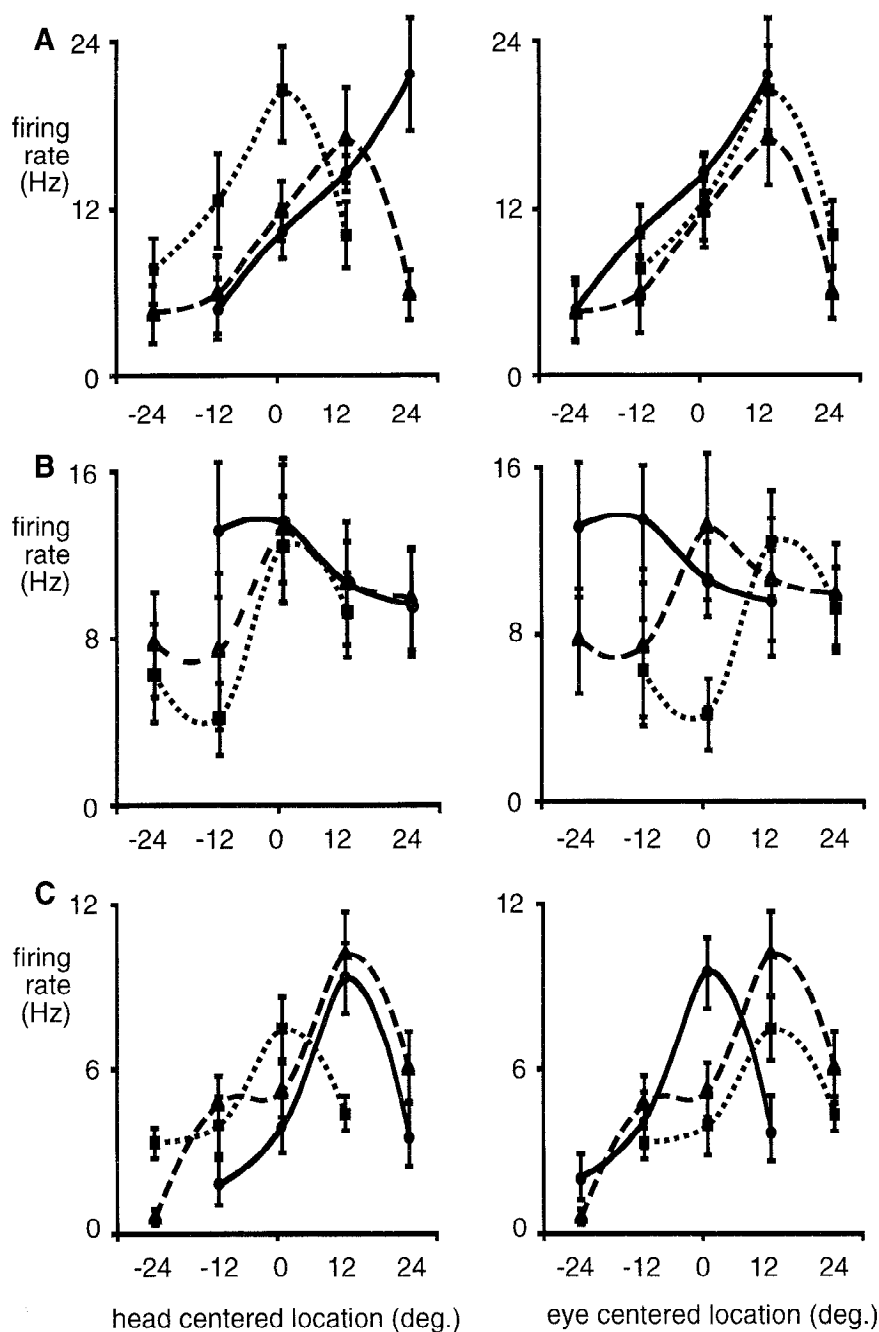 A
24
12
0
firing
rate
(Hz)
-24 -12 0 12 24
24
12
0
-24 -12 0 12 24
B
16
8
0
firing
rate
(Hz)
-24 -12 0 12 24
16
8
0
-24 -12 0 12 24
C
12
6
0
firing
rate
(Hz)
-24 -12 0 12 24
head centered location (deg.)
12
6
0
-24 -12 0 12 24
eye centered location (deg.)